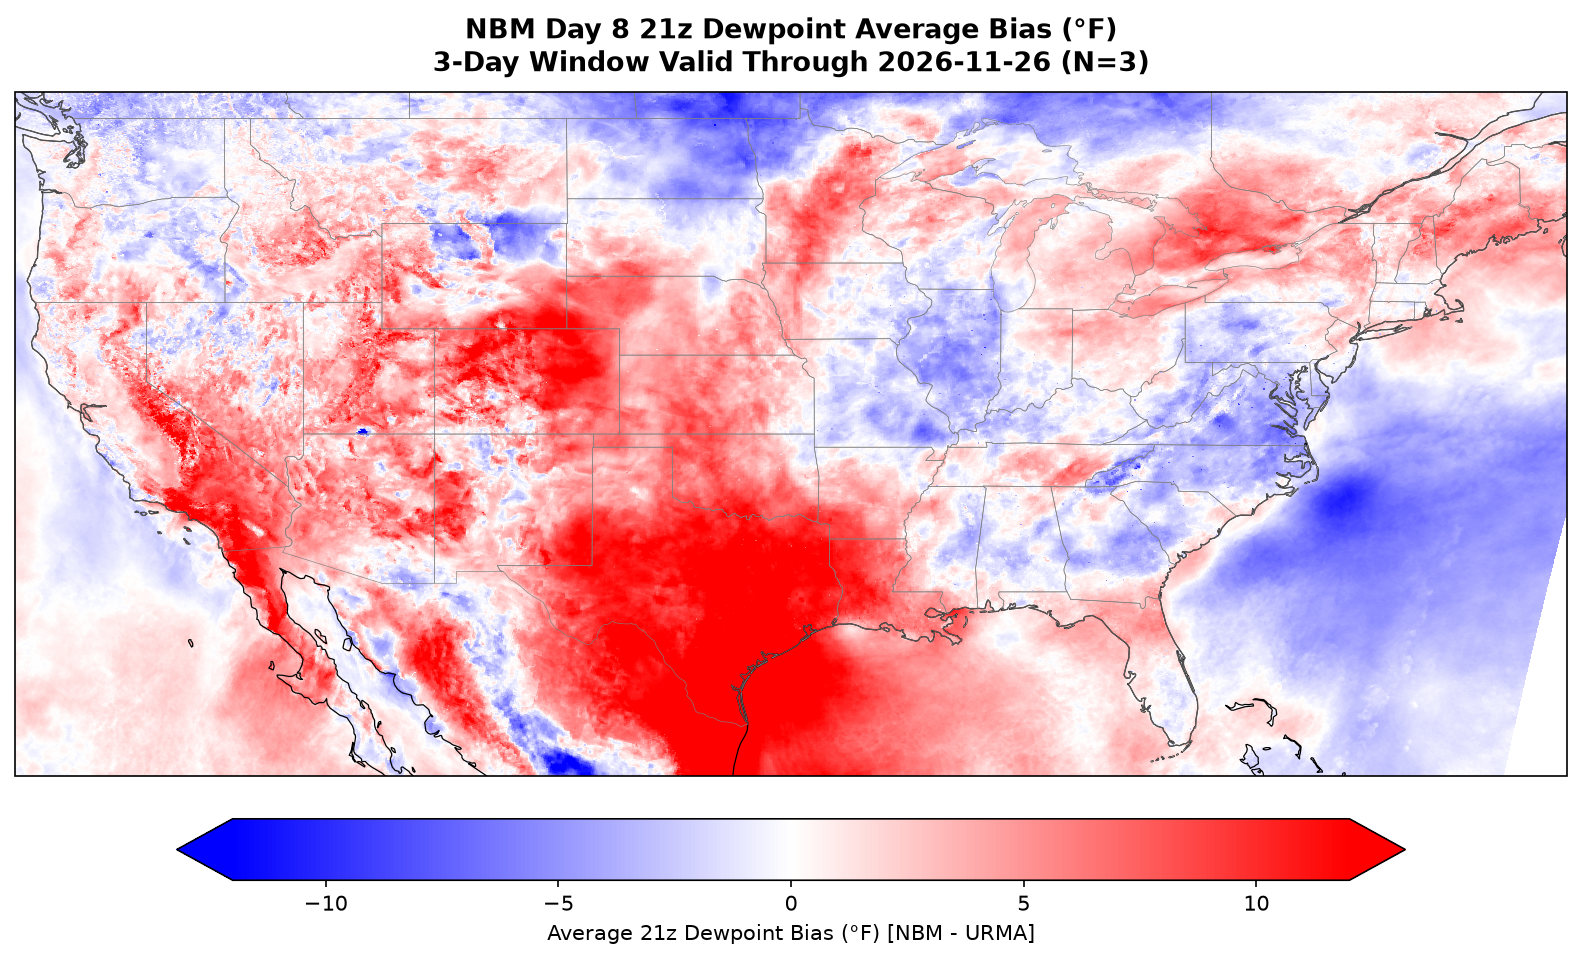 NBM Day 8 21z Dewpoint Average Bias (°F)
3-Day Window Valid Through 2026-11-26 (N=3)
−10 −5 0 5 10
Average 21z Dewpoint Bias (°F) [NBM - URMA]